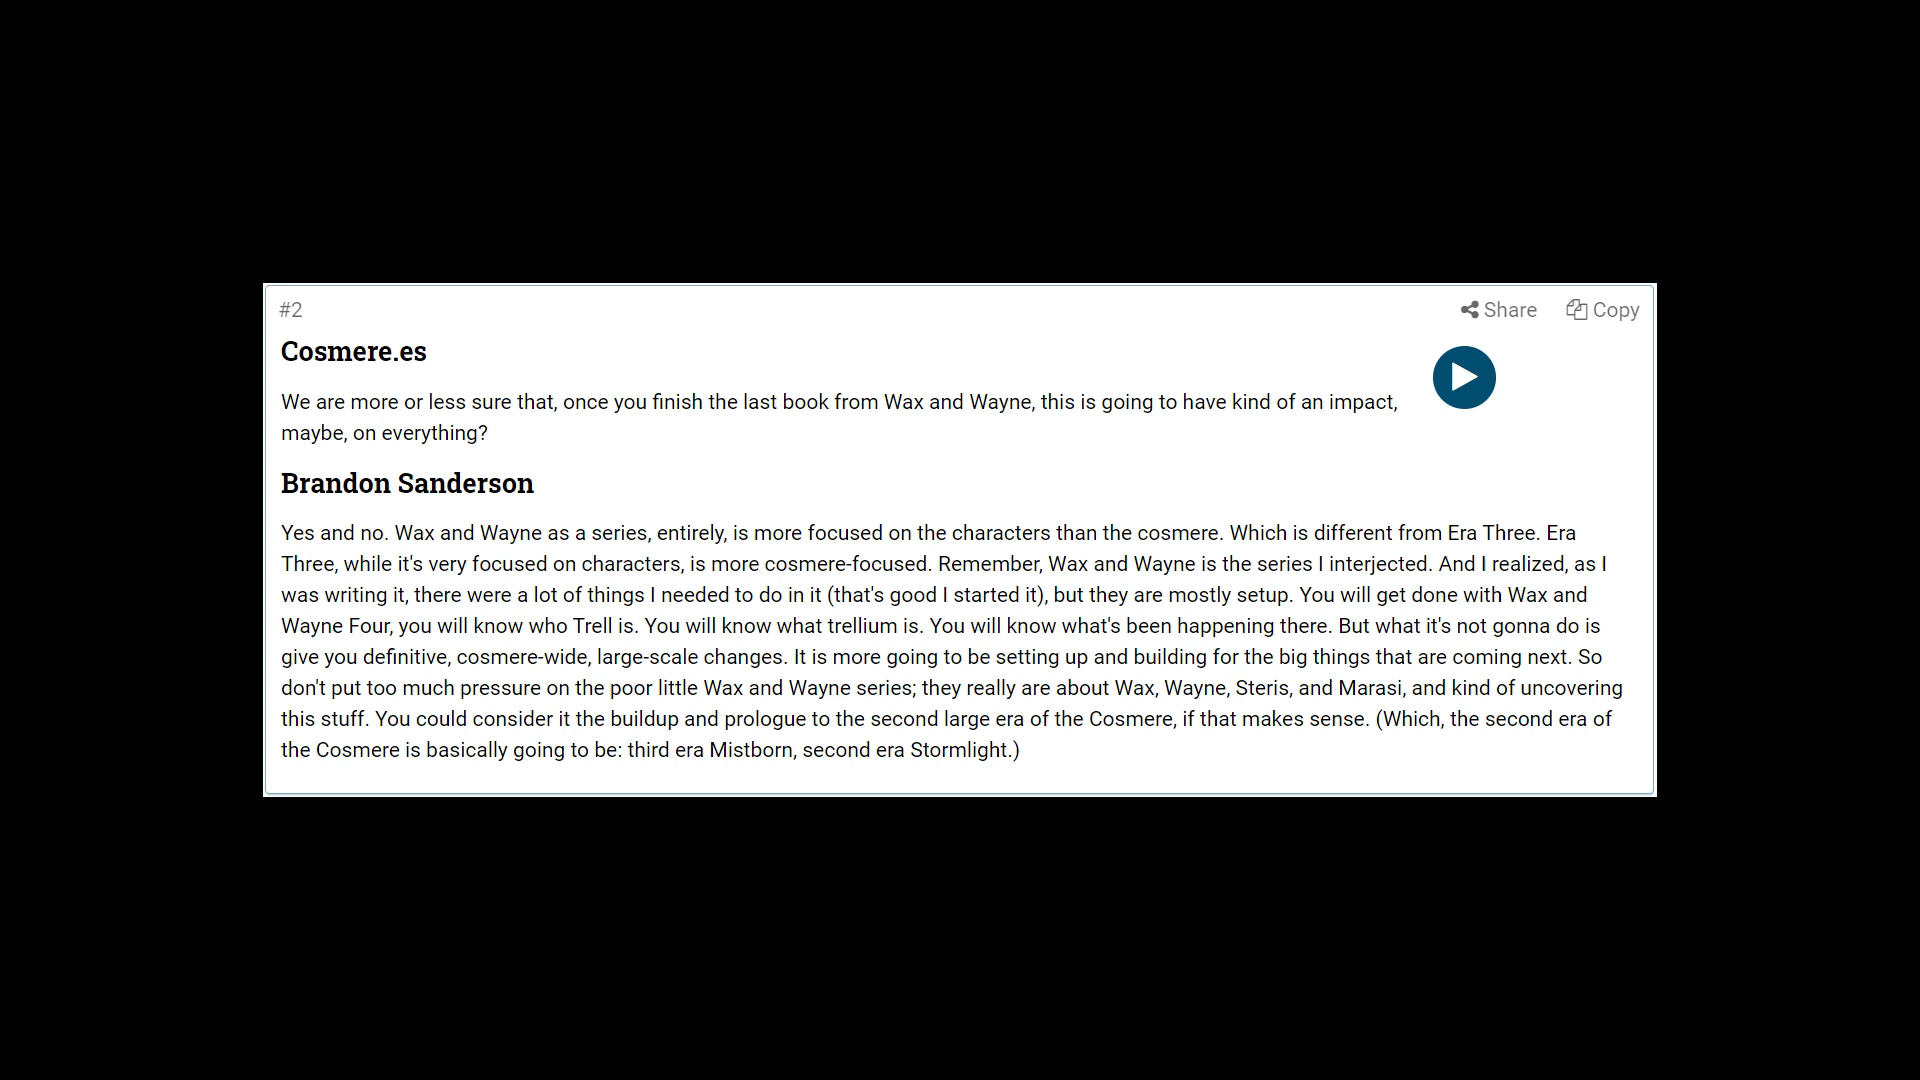 #2
Share
Copy
Cosmere.es
We are more or less sure that, once you finish the last book from Wax and Wayne, this is going to have kind of an impact,
maybe, on everything?
Brandon Sanderson
Yes and no. Wax and Wayne as a series, entirely, is more focused on the characters than the cosmere. Which is different from Era Three. Era
Three, while it's very focused on characters, is more cosmere-focused. Remember, Wax and Wayne is the series I interjected. And I realized, as I
was writing it, there were a lot of things I needed to do in it (that's good I started it), but they are mostly setup. You will get done with Wax and
Wayne Four, you will know who Trell is. You will know what trellium is. You will know what's been happening there. But what it's not gonna do is
give you definitive, cosmere-wide, large-scale changes. It is more going to be setting up and building for the big things that are coming next. So
don't put too much pressure on the poor little Wax and Wayne series; they really are about Wax, Wayne, Steris, and Marasi, and kind of uncovering
this stuff. You could consider it the buildup and prologue to the second large era of the Cosmere, if that makes sense. (Which, the second era of
the Cosmere is basically going to be: third era Mistborn, second era Stormlight.)